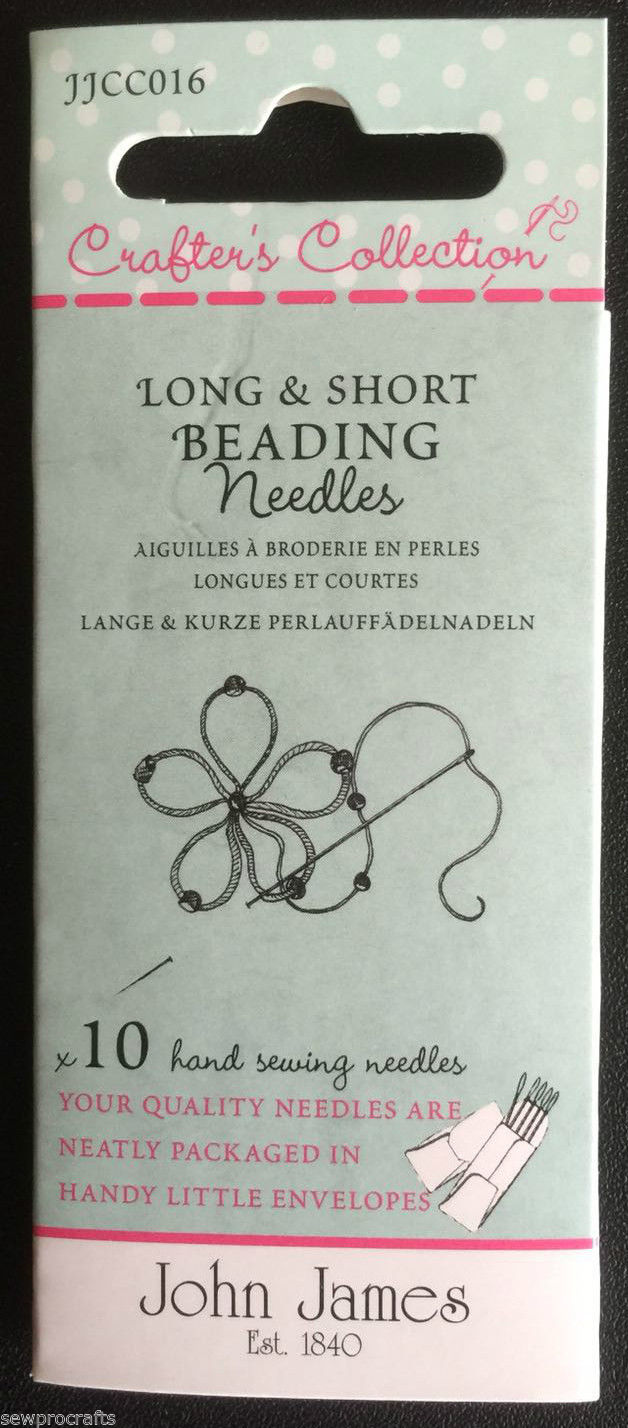 JJCC016
Crafter's Collection
LONG & SHORT
BEADING
Needles
AIGUILLES À BRODERIE EN PERLES
LONGUES ET COURTES
LANGE & KURZE PERLAUFFÄDELNADELN
x10 hand sewing needles
YOUR QUALITY NEEDLES ARE
NEATLY PACKAGED IN
HANDY LITTLE ENVELOPES
John James
Est. 1840
sewprocrafts